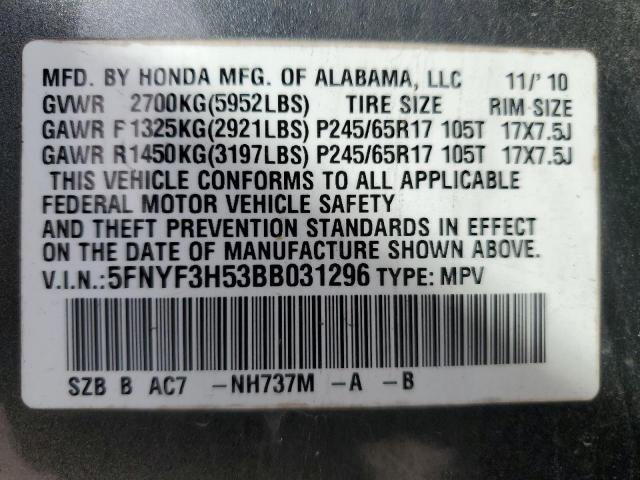 MFD. BY HONDA MFG. OF ALABAMA, LLC 11/'10
GVWR 2700KG(5952LBS) TIRE SIZE RIM SIZE
GAWR F1325KG(2921LBS) P245/65R17 105T 17X7.5J
GAWR R1450KG(3197LBS) P245/65R17 105T 17X7.5J
THIS VEHICLE CONFORMS TO ALL APPLICABLE
FEDERAL MOTOR VEHICLE SAFETY
AND THEFT PREVENTION STANDARDS IN EFFECT
ON THE DATE OF MANUFACTURE SHOWN ABOVE.
V.I.N.:5FNYF3H53BB031296 TYPE: MPV
SZB B AC7 -NH737M -A -B